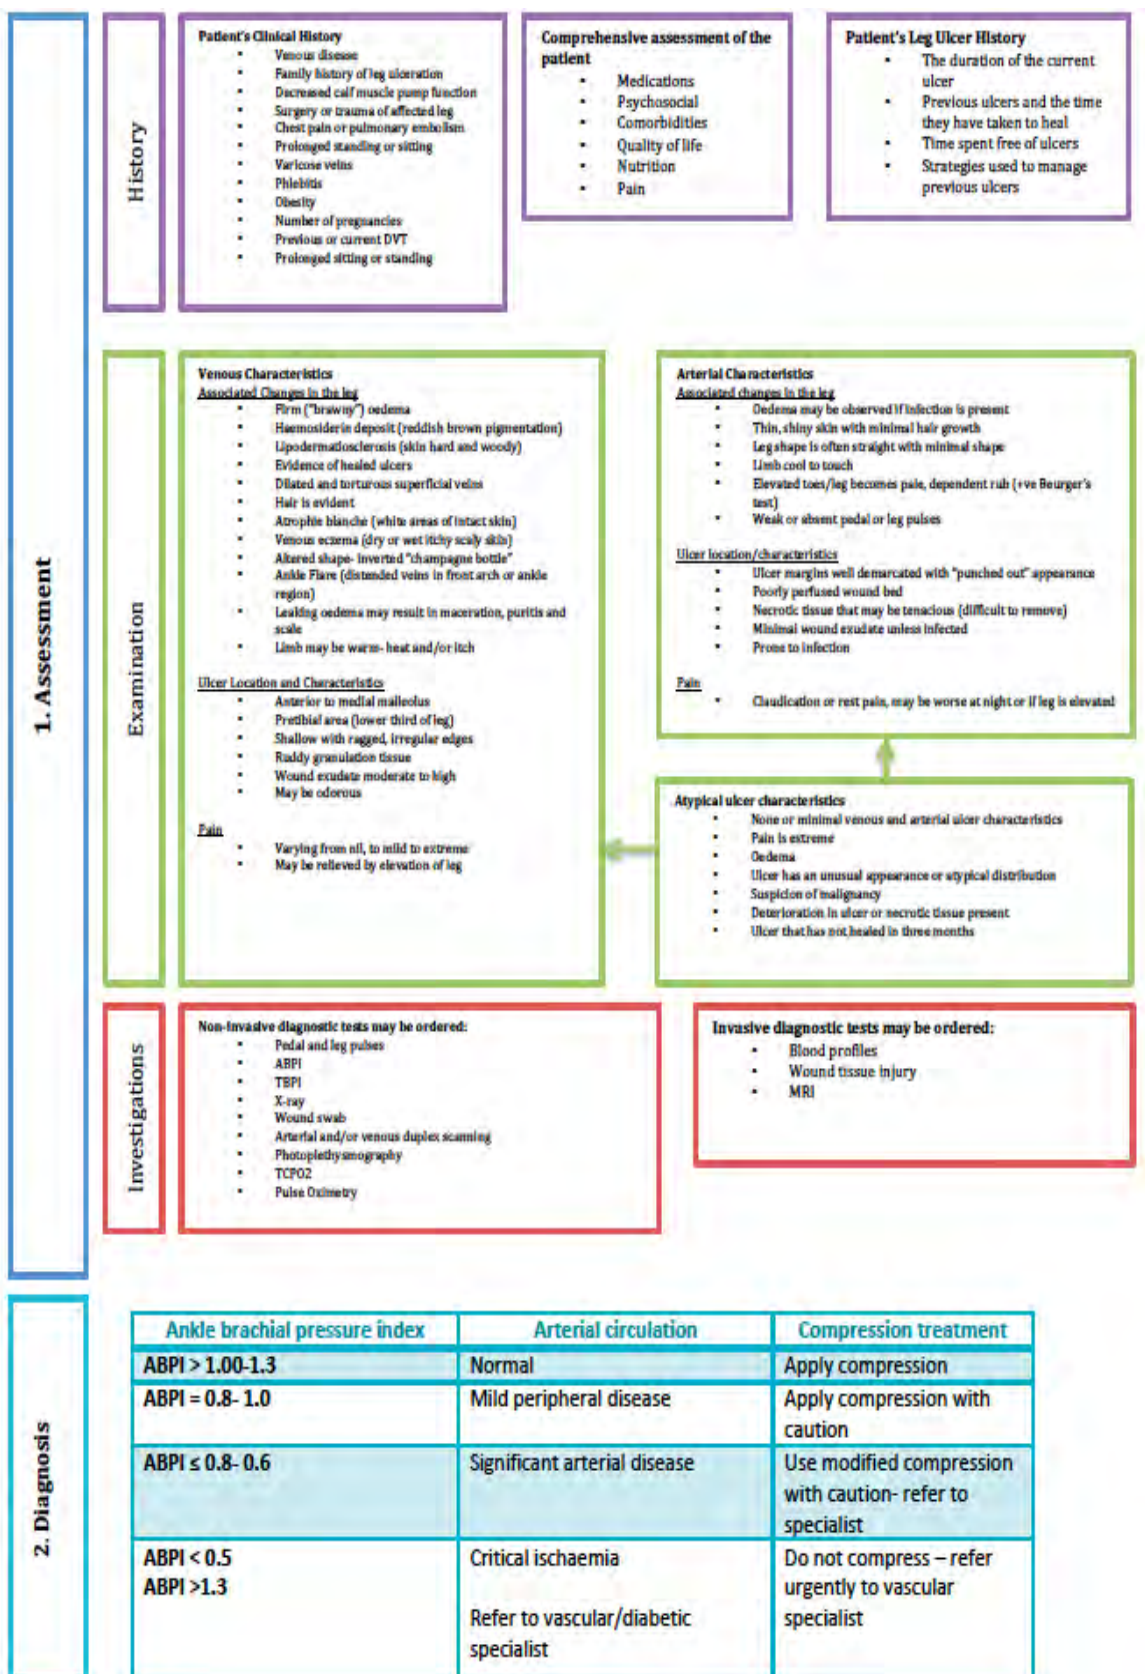 1. Assessment
History
Patient's Clinical History
Venous disease
Family history of leg ulceration
Decreased calf muscle pump function
Surgery or trauma of affected leg
Chest pain or pulmonary embolism
Prolonged standing or sitting
Varicose veins
Phlebitis
Obesity
Number of pregnancies
Previous or current DVT
Prolonged sitting or standing
Comprehensive assessment of the
patient
Medications
Psychosocial
Comorbidities
Quality of life
Nutrition
Pain
Patient's Leg Ulcer History
The duration of the current
ulcer
Previous ulcers and the time
they have taken to heal
Time spent free of ulcers
Strategies used to manage
previous ulcers
Examination
Venous Characteristics
Associated Changes in the leg
Firm ("brawny") oedema
Haemosiderin deposit (reddish brown pigmentation)
Lipodermatosclerosis (skin hard and woody)
Evidence of healed ulcers
Dilated and torturous superficial veins
Hair is evident
Atrophie blanche (white areas of intact skin)
Venous eczema (dry or wet itchy scaly skin)
Altered shape- inverted "champagne bottle"
Ankle Flare (distended veins in front arch or ankle
region)
Leaking oedema may result in maceration, puritis and
scale
Limb may be warm- heat and/or itch
Ulcer Location and Characteristics
Anterior to medial malleolus
Pretibial area (lower third of leg)
Shallow with ragged, irregular edges
Ruddy granulation tissue
Wound exudate moderate to high
May be odorous
Pain
Varying from nil, to mild to extreme
May be relieved by elevation of leg
Arterial Characteristics
Associated changes in the leg
Oedema may be observed if infection is present
Thin, shiny skin with minimal hair growth
Leg shape is often straight with minimal shape
Limb cool to touch
Elevated toes/leg becomes pale, dependent rub (+ve Beurger's
test)
Weak or absent pedal or leg pulses
Ulcer location/characteristics
Ulcer margins well demarcated with "punched out" appearance
Poorly perfused wound bed
Necrotic tissue that may be tenacious (difficult to remove)
Minimal wound exudate unless infected
Prone to infection
Pain
Claudication or rest pain, may be worse at night or if leg is elevated
Atypical ulcer characteristics
None or minimal venous and arterial ulcer characteristics
Pain is extreme
Oedema
Ulcer has an unusual appearance or atypical distribution
Suspicion of malignancy
Deterioration in ulcer or necrotic tissue present
Ulcer that has not healed in three months
Investigations
Non-invasive diagnostic tests may be ordered:
Pedal and leg pulses
ABPI
TBPI
X-ray
Wound swab
Arterial and/or venous duplex scanning
Photoplethysmography
TCPO2
Pulse Oximetry
Invasive diagnostic tests may be ordered:
Blood profiles
Wound tissue injury
MRI
2. Diagnosis
Ankle brachial pressure index Arterial circulation Compression treatment
ABPI > 1.00-1.3 Normal Apply compression
ABPI = 0.8- 1.0 Mild peripheral disease Apply compression with
caution
ABPI ≤ 0.8- 0.6 Significant arterial disease Use modified compression
with caution- refer to
specialist
ABPI < 0.5 Critical ischaemia Do not compress – refer
ABPI >1.3 urgently to vascular
Refer to vascular/diabetic specialist
specialist